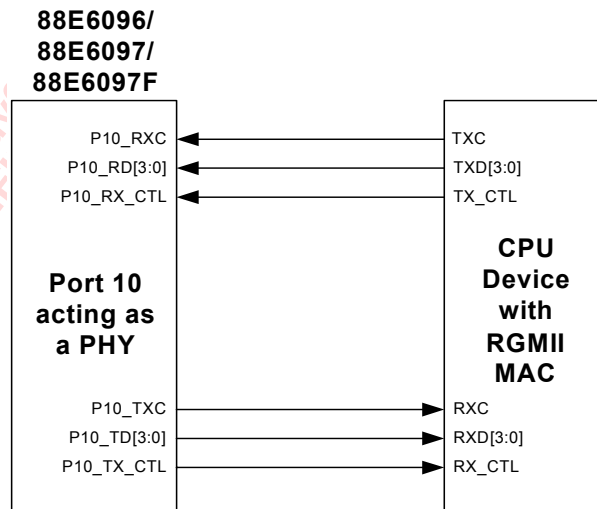 88E6096/
88E6097/
88E6097F
P10_RXC
TXC
P10_RD[3:0]
TXD[3:0]
P10_RX_CTL
TX_CTL
Port 10
acting as
a PHY
CPU
Device
with
RGMII
MAC
P10_TXC
RXC
P10_TD[3:0]
RXD[3:0]
P10_TX_CTL
RX_CTL